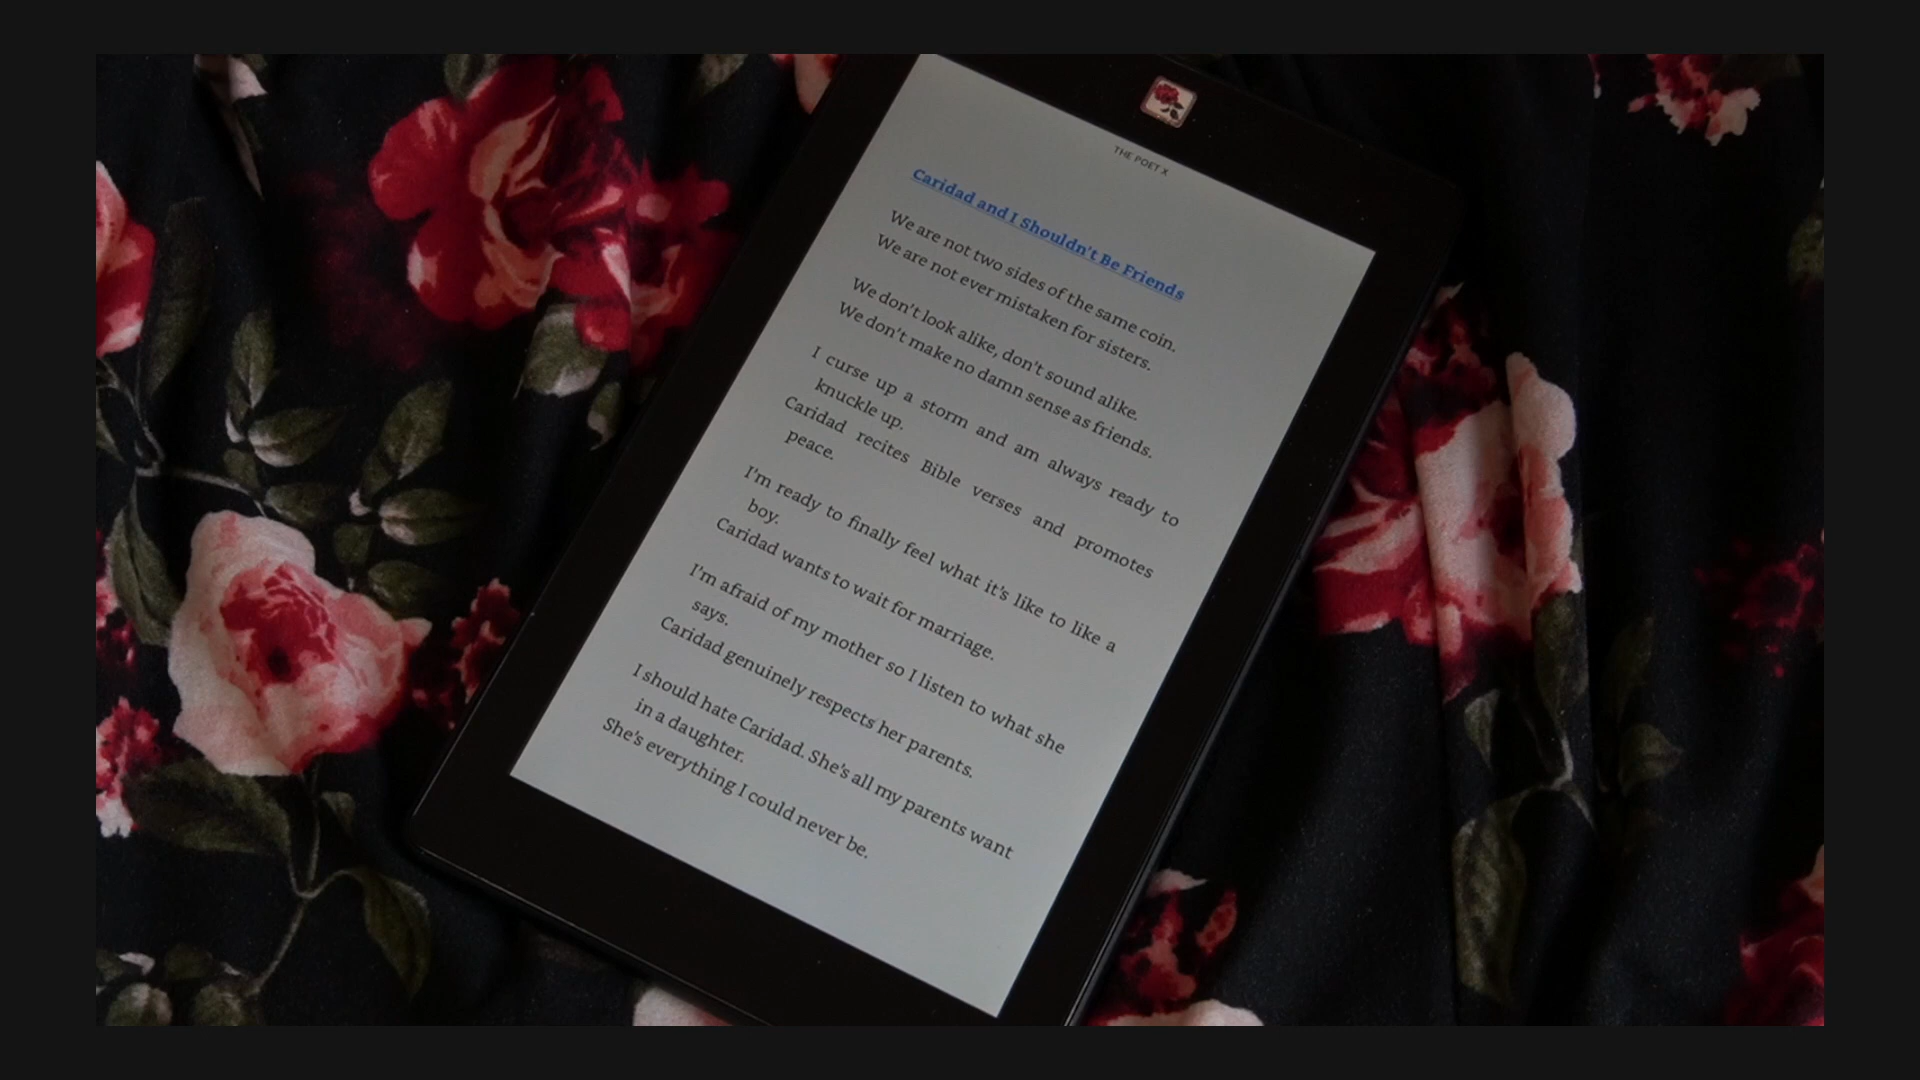 THE POET X
Caridad and I Shouldn't Be Friends
We are not two sides of the same coin.
We are not ever mistaken for sisters.
We don't look alike, don't sound alike.
We don't make no damn sense as friends.
I curse up a storm and am always ready to
knuckle up.
Caridad recites Bible verses and promotes
peace.
I'm ready to finally feel what it's like to like a
boy.
Caridad wants to wait for marriage.
I'm afraid of my mother so I listen to what she
says.
Caridad genuinely respects her parents.
I should hate Caridad. She's all my parents want
in a daughter.
She's everything I could never be.